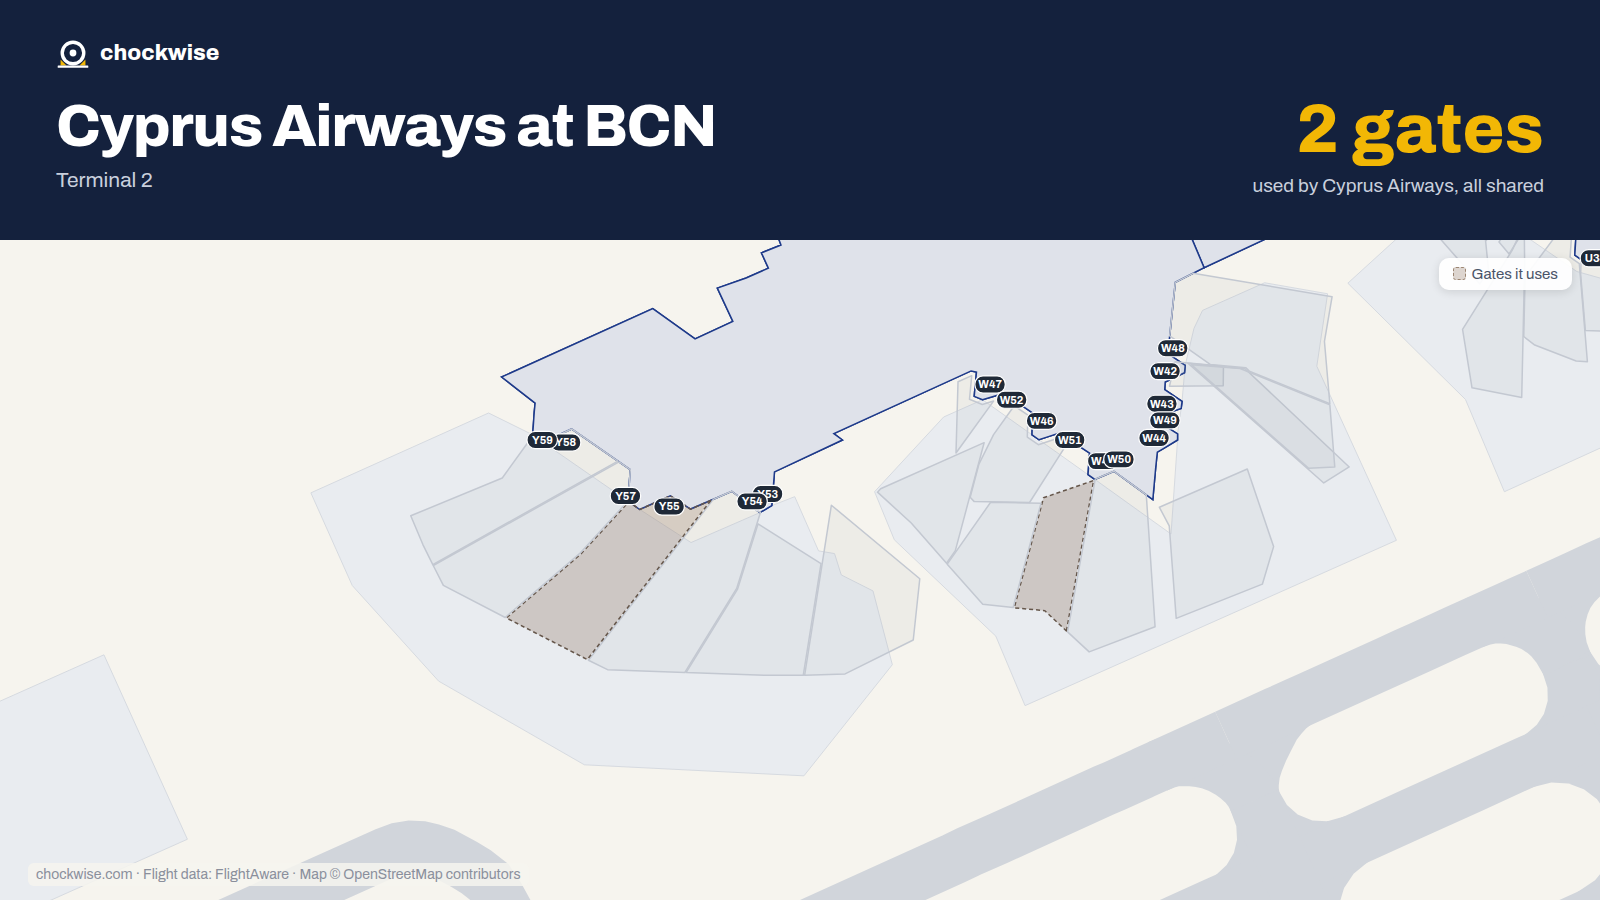 chockwise
Cyprus Airways at BCN
Terminal 2
2 gates
used by Cyprus Airways, all shared
Gates it uses
W48
W42
W47
W52
W43
W46
W49
W44
W51
W50
Y59
Y58
Y57
Y55
Y54
Y53
chockwise.com · Flight data: FlightAware · Map © OpenStreetMap contributors